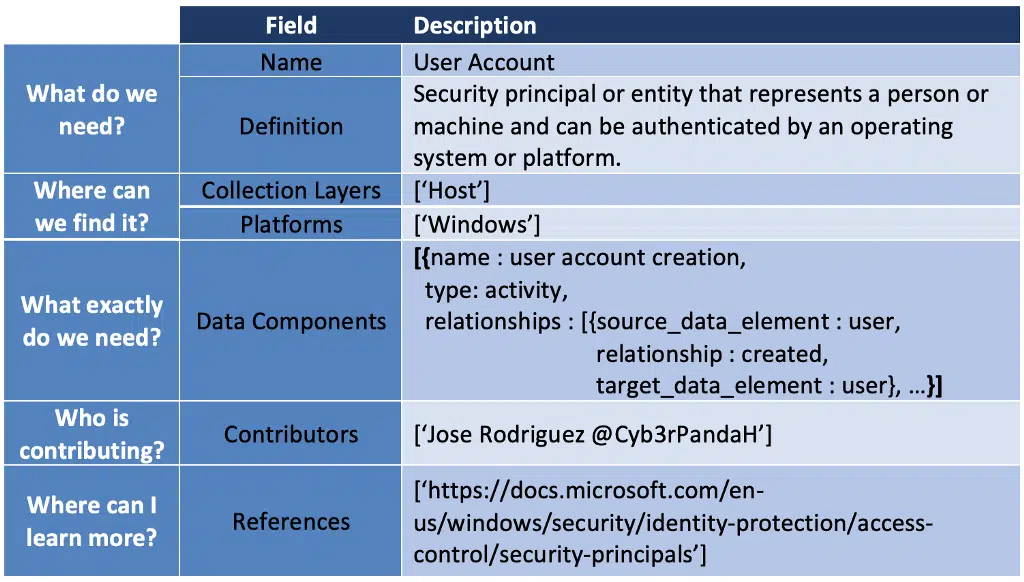 Field Description
What do we
need?
Name User Account
Definition
Security principal or entity that represents a person or
machine and can be authenticated by an operating
system or platform.
Where can
we find it?
Collection Layers [‘Host’]
Platforms [‘Windows’]
What exactly
do we need?
Data Components
[{name : user account creation,
type: activity,
relationships : [{source_data_element : user,
relationship : created,
target_data_element : user}, …}]
Who is
contributing?
Contributors [‘Jose Rodriguez @Cyb3rPandaH’]
Where can I
learn more?
References
[‘https://docs.microsoft.com/en-
us/windows/security/identity-protection/access-
control/security-principals’]